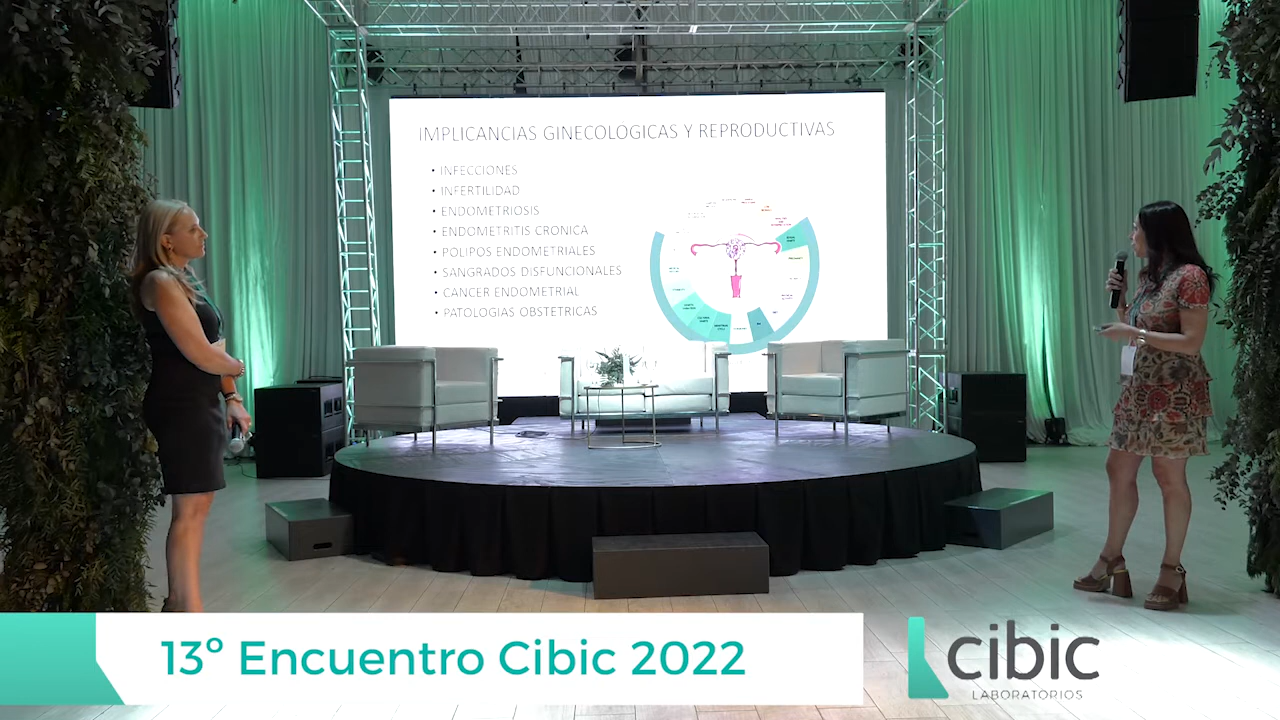 IMPLICANCIAS GINECOLOGICAS Y REPRODUCTIVAS
• INFECCIONES
• INFERTILIDAD
• ENDOMETRIOSIS
• ENDOMETRITIS CRONICA
• POLIPOS ENDOMETRIALES
• SANGRADOS DISFUNCIONALES
• CANCER ENDOMETRIAL
• PATOLOGIAS OBSTETRICAS
13º Encuentro Cibic 2022
cibic
LABORATORIOS